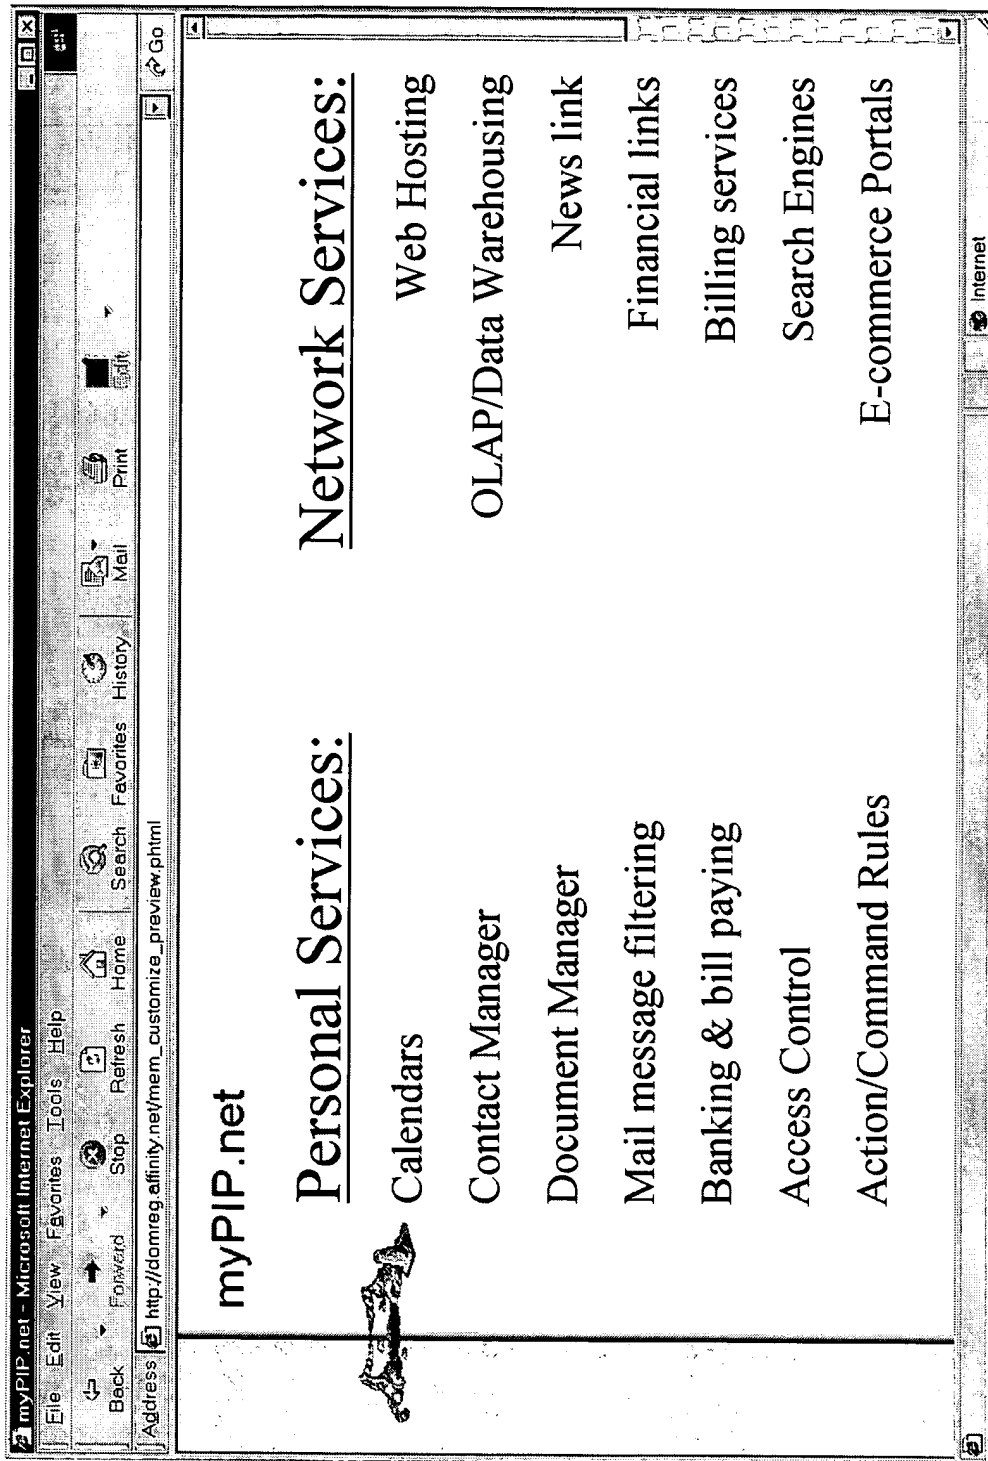 myPIP.net - Microsoft Internet Explorer
File Edit View Favorites Tools Help
Back Forward Stop Refresh Home Search Favorites History Mail Print Edit
Address http://domreg.affinity.net/mem_customize_preview.phtml Go
myPIP.net
Personal Services: Network Services:
Calendars Web Hosting
Contact Manager OLAP/Data Warehousing
Document Manager News link
Mail message filtering Financial links
Banking & bill paying Billing services
Access Control Search Engines
Action/Command Rules E-commerce Portals
Internet